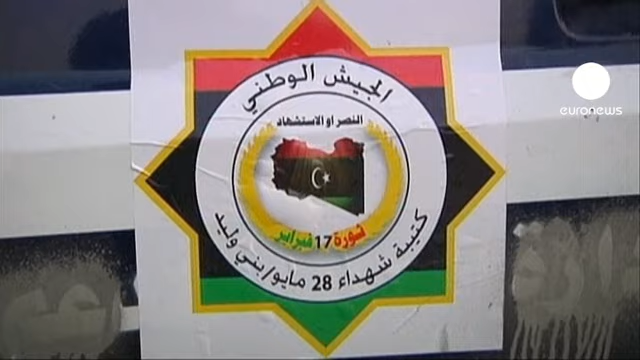 الجيش الوطني
النصر او الاستشهاد
ثورة 17 فبراير
كتيبة شهداء 28 مايو/بني وليد
euronews